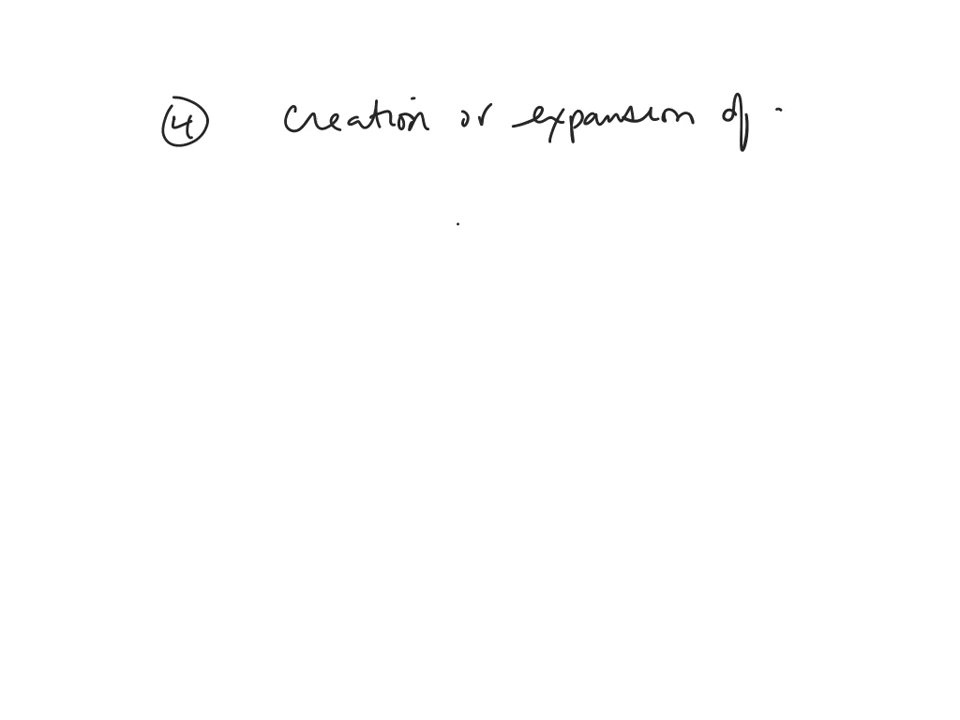 ④ creation or expansion of -